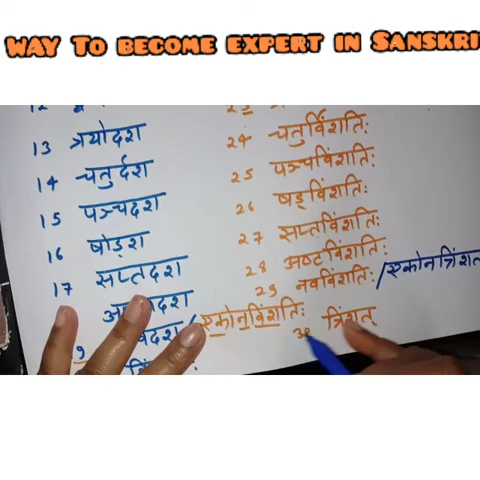 WAY TO BECOME EXPERT IN SANSKRI
13 त्रयोदश
14 चतुर्दश
15 पञ्चदश
16 षोड़श
17 सप्तदश
एकोनविंशतिः
24 चतुर्विंशतिः
25 पञ्चविंशतिः
26 षड्विंशतिः
27 सप्तविंशतिः
28 अष्टविंशतिः
29 नवविंशतिः / एकोनत्रिंशत
30 त्रिंशत्